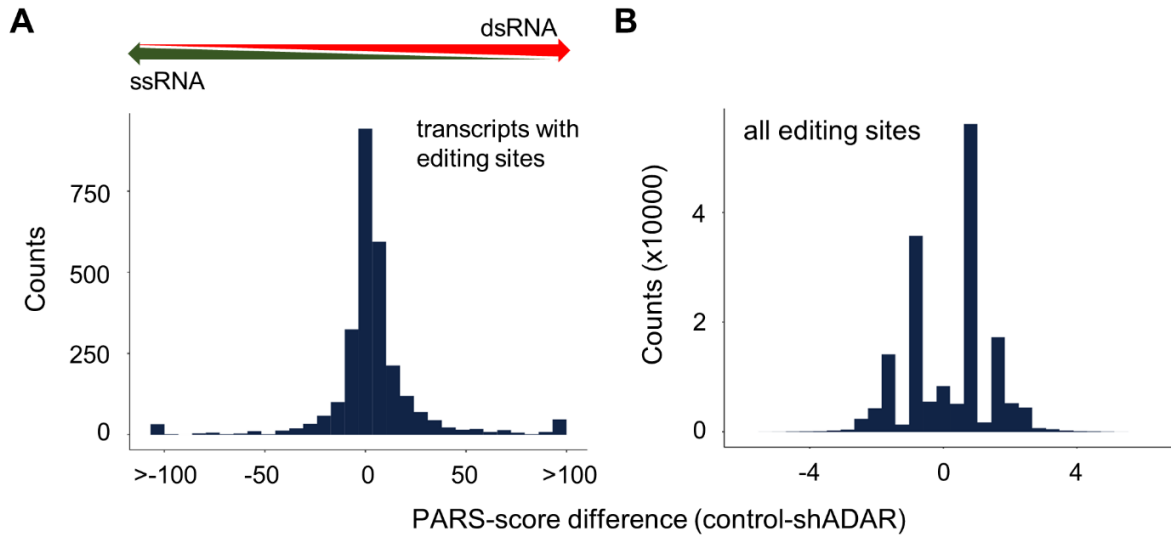 A
dsRNA
ssRNA
transcripts with
editing sites
Counts
750
500
250
0
>-100
-50
0
50
>100
B
all editing sites
Counts (x10000)
4
2
0
-4
0
4
PARS-score difference (control-shADAR)